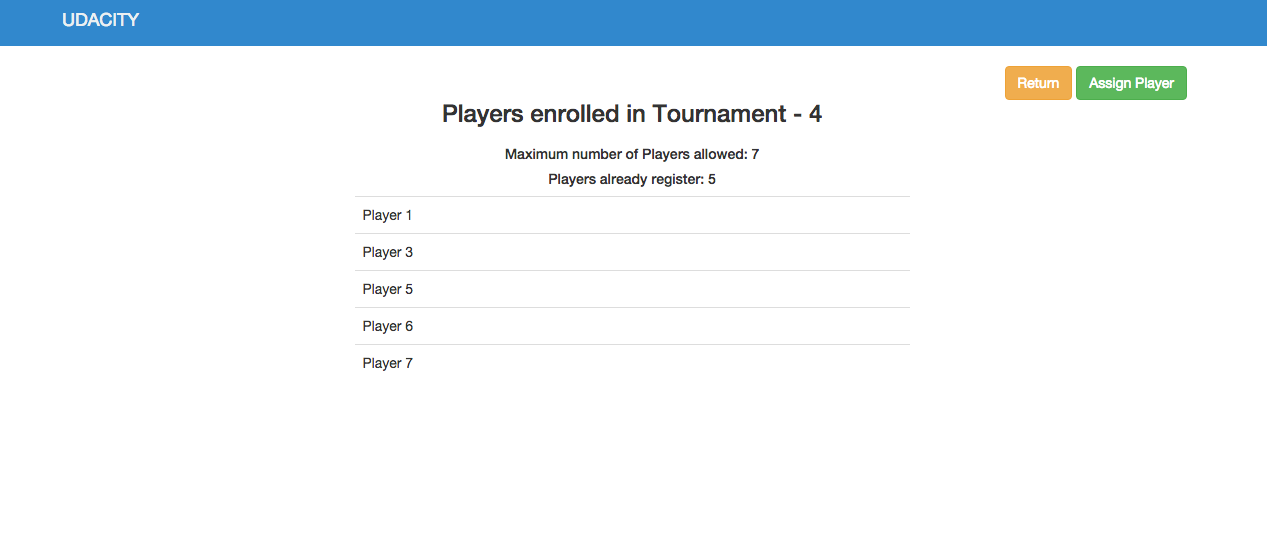 UDACITY
Return Assign Player
Players enrolled in Tournament - 4
Maximum number of Players allowed: 7
Players already register: 5
Player 1
Player 3
Player 5
Player 6
Player 7